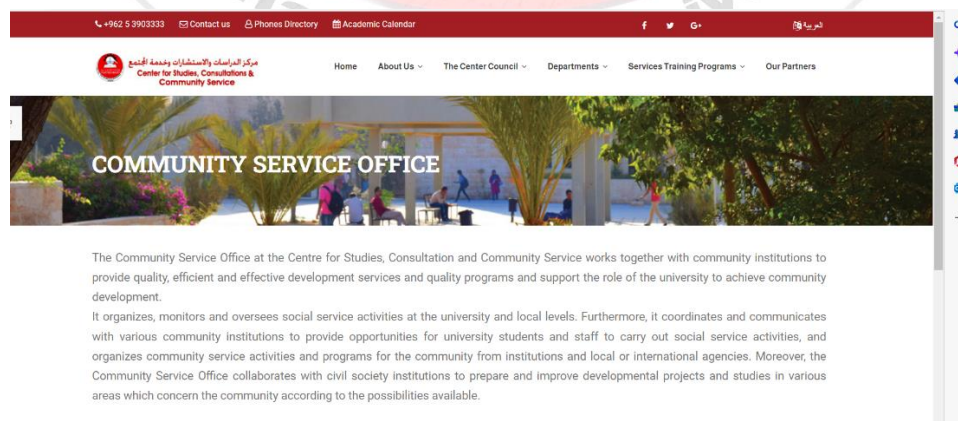 +962 5 3903333 Contact us Phones Directory Academic Calendar العربية
مركز الدراسات والاستشارات وخدمة المجتمع
Center for Studies, Consultations &
Community Service
Home About Us The Center Council Departments Services Training Programs Our Partners
COMMUNITY SERVICE OFFICE
The Community Service Office at the Centre for Studies, Consultation and Community Service works together with community institutions to
provide quality, efficient and effective development services and quality programs and support the role of the university to achieve community
development.
It organizes, monitors and oversees social service activities at the university and local levels. Furthermore, it coordinates and communicates
with various community institutions to provide opportunities for university students and staff to carry out social service activities, and
organizes community service activities and programs for the community from institutions and local or international agencies. Moreover, the
Community Service Office collaborates with civil society institutions to prepare and improve developmental projects and studies in various
areas which concern the community according to the possibilities available.